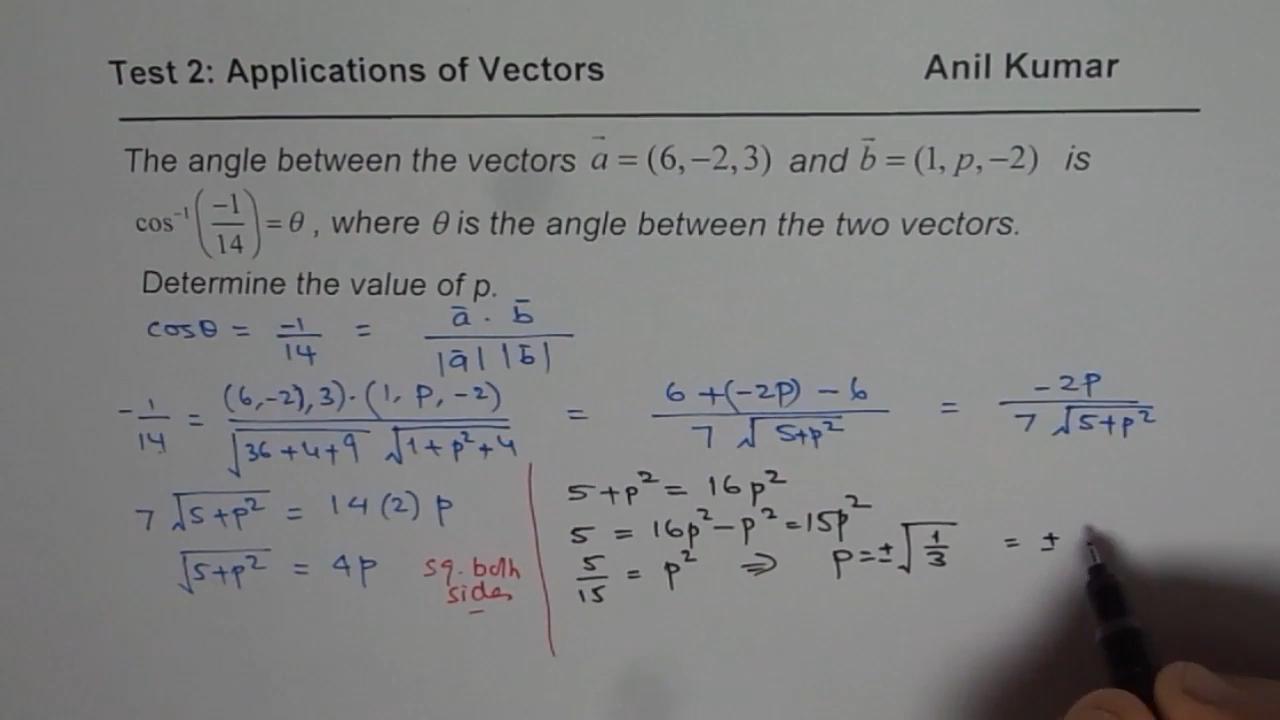 Test 2: Applications of Vectors Anil Kumar
The angle between the vectors a⃗ = (6, −2, 3) and b⃗ = (1, p, −2) is
cos⁻¹(−1/14) = θ, where θ is the angle between the two vectors.
Determine the value of p.
cosθ = −1/14 = ā · b̄ / |ā| |b̄|
−1/14 = (6, −2, 3) · (1, P, −2) / √(36+4+9) √(1+p²+4) = 6 + (−2P) − 6 / 7√(5+p²) = −2P / 7√(5+p²)
7√(5+p²) = 14(2) p
√(5+p²) = 4p sq. both sides
5+p² = 16p²
5 = 16p² − p² = 15p²
5/15 = p² ⇒ p = ±√(1/3) = ±